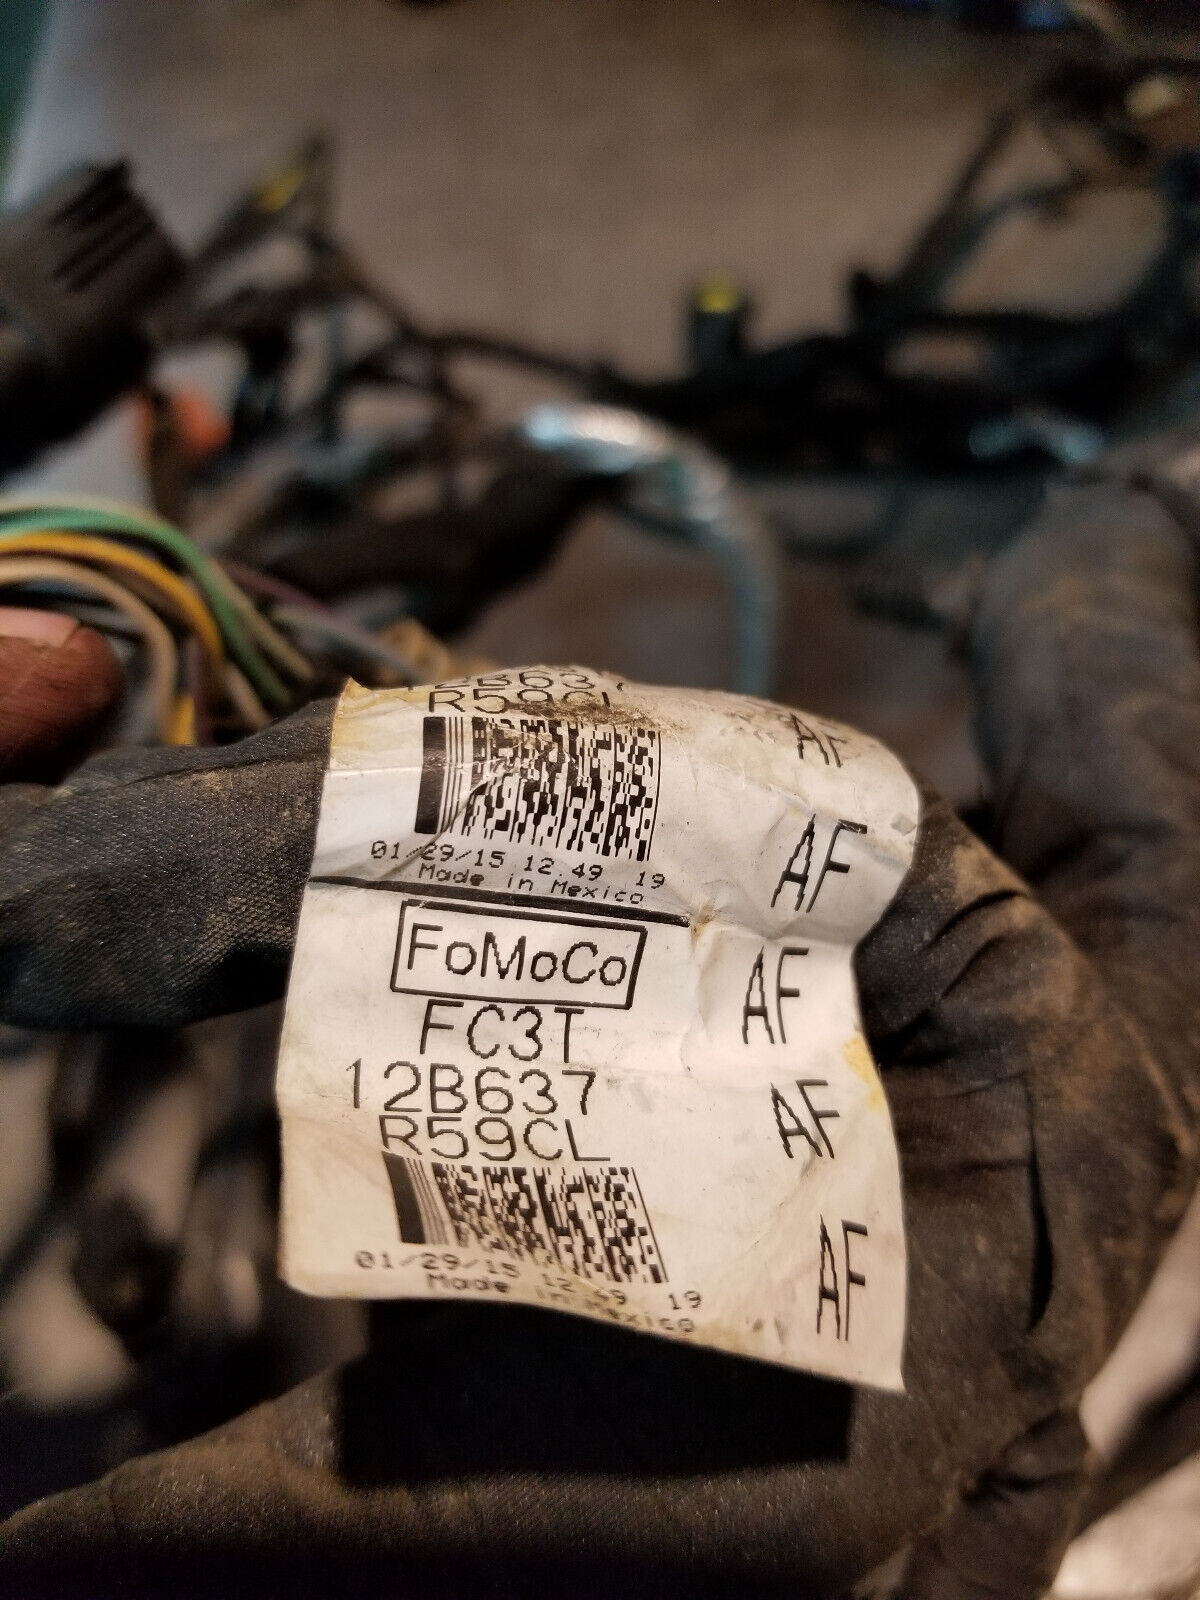 12B637
R59CL
AF
AF
01/29/15 12.49 19
Made in Mexico
FoMoCo
AF
FC3T
12B637
AF
R59CL
AF
01/29/15 12 49 19
Made in Mexico